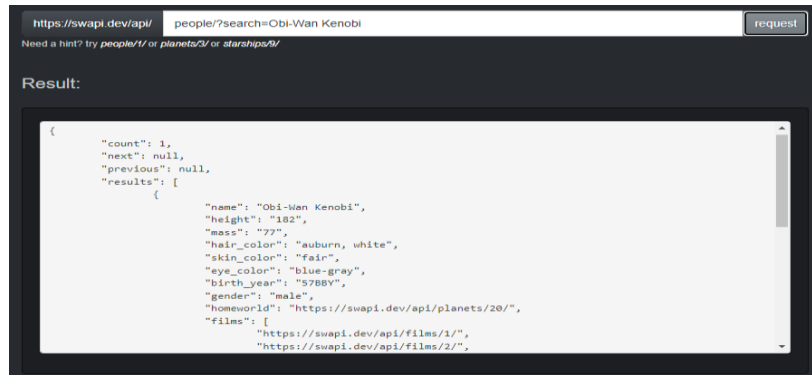 https://swapi.dev/api/ people/?search=Obi-Wan Kenobi request
Need a hint? try people/1/ or planets/3/ or starships/9/
Result:
{
"count": 1,
"next": null,
"previous": null,
"results": [
{
"name": "Obi-Wan Kenobi",
"height": "182",
"mass": "77",
"hair_color": "auburn, white",
"skin_color": "fair",
"eye_color": "blue-gray",
"birth_year": "57BBY",
"gender": "male",
"homeworld": "https://swapi.dev/api/planets/20/",
"films": [
"https://swapi.dev/api/films/1/",
"https://swapi.dev/api/films/2/",